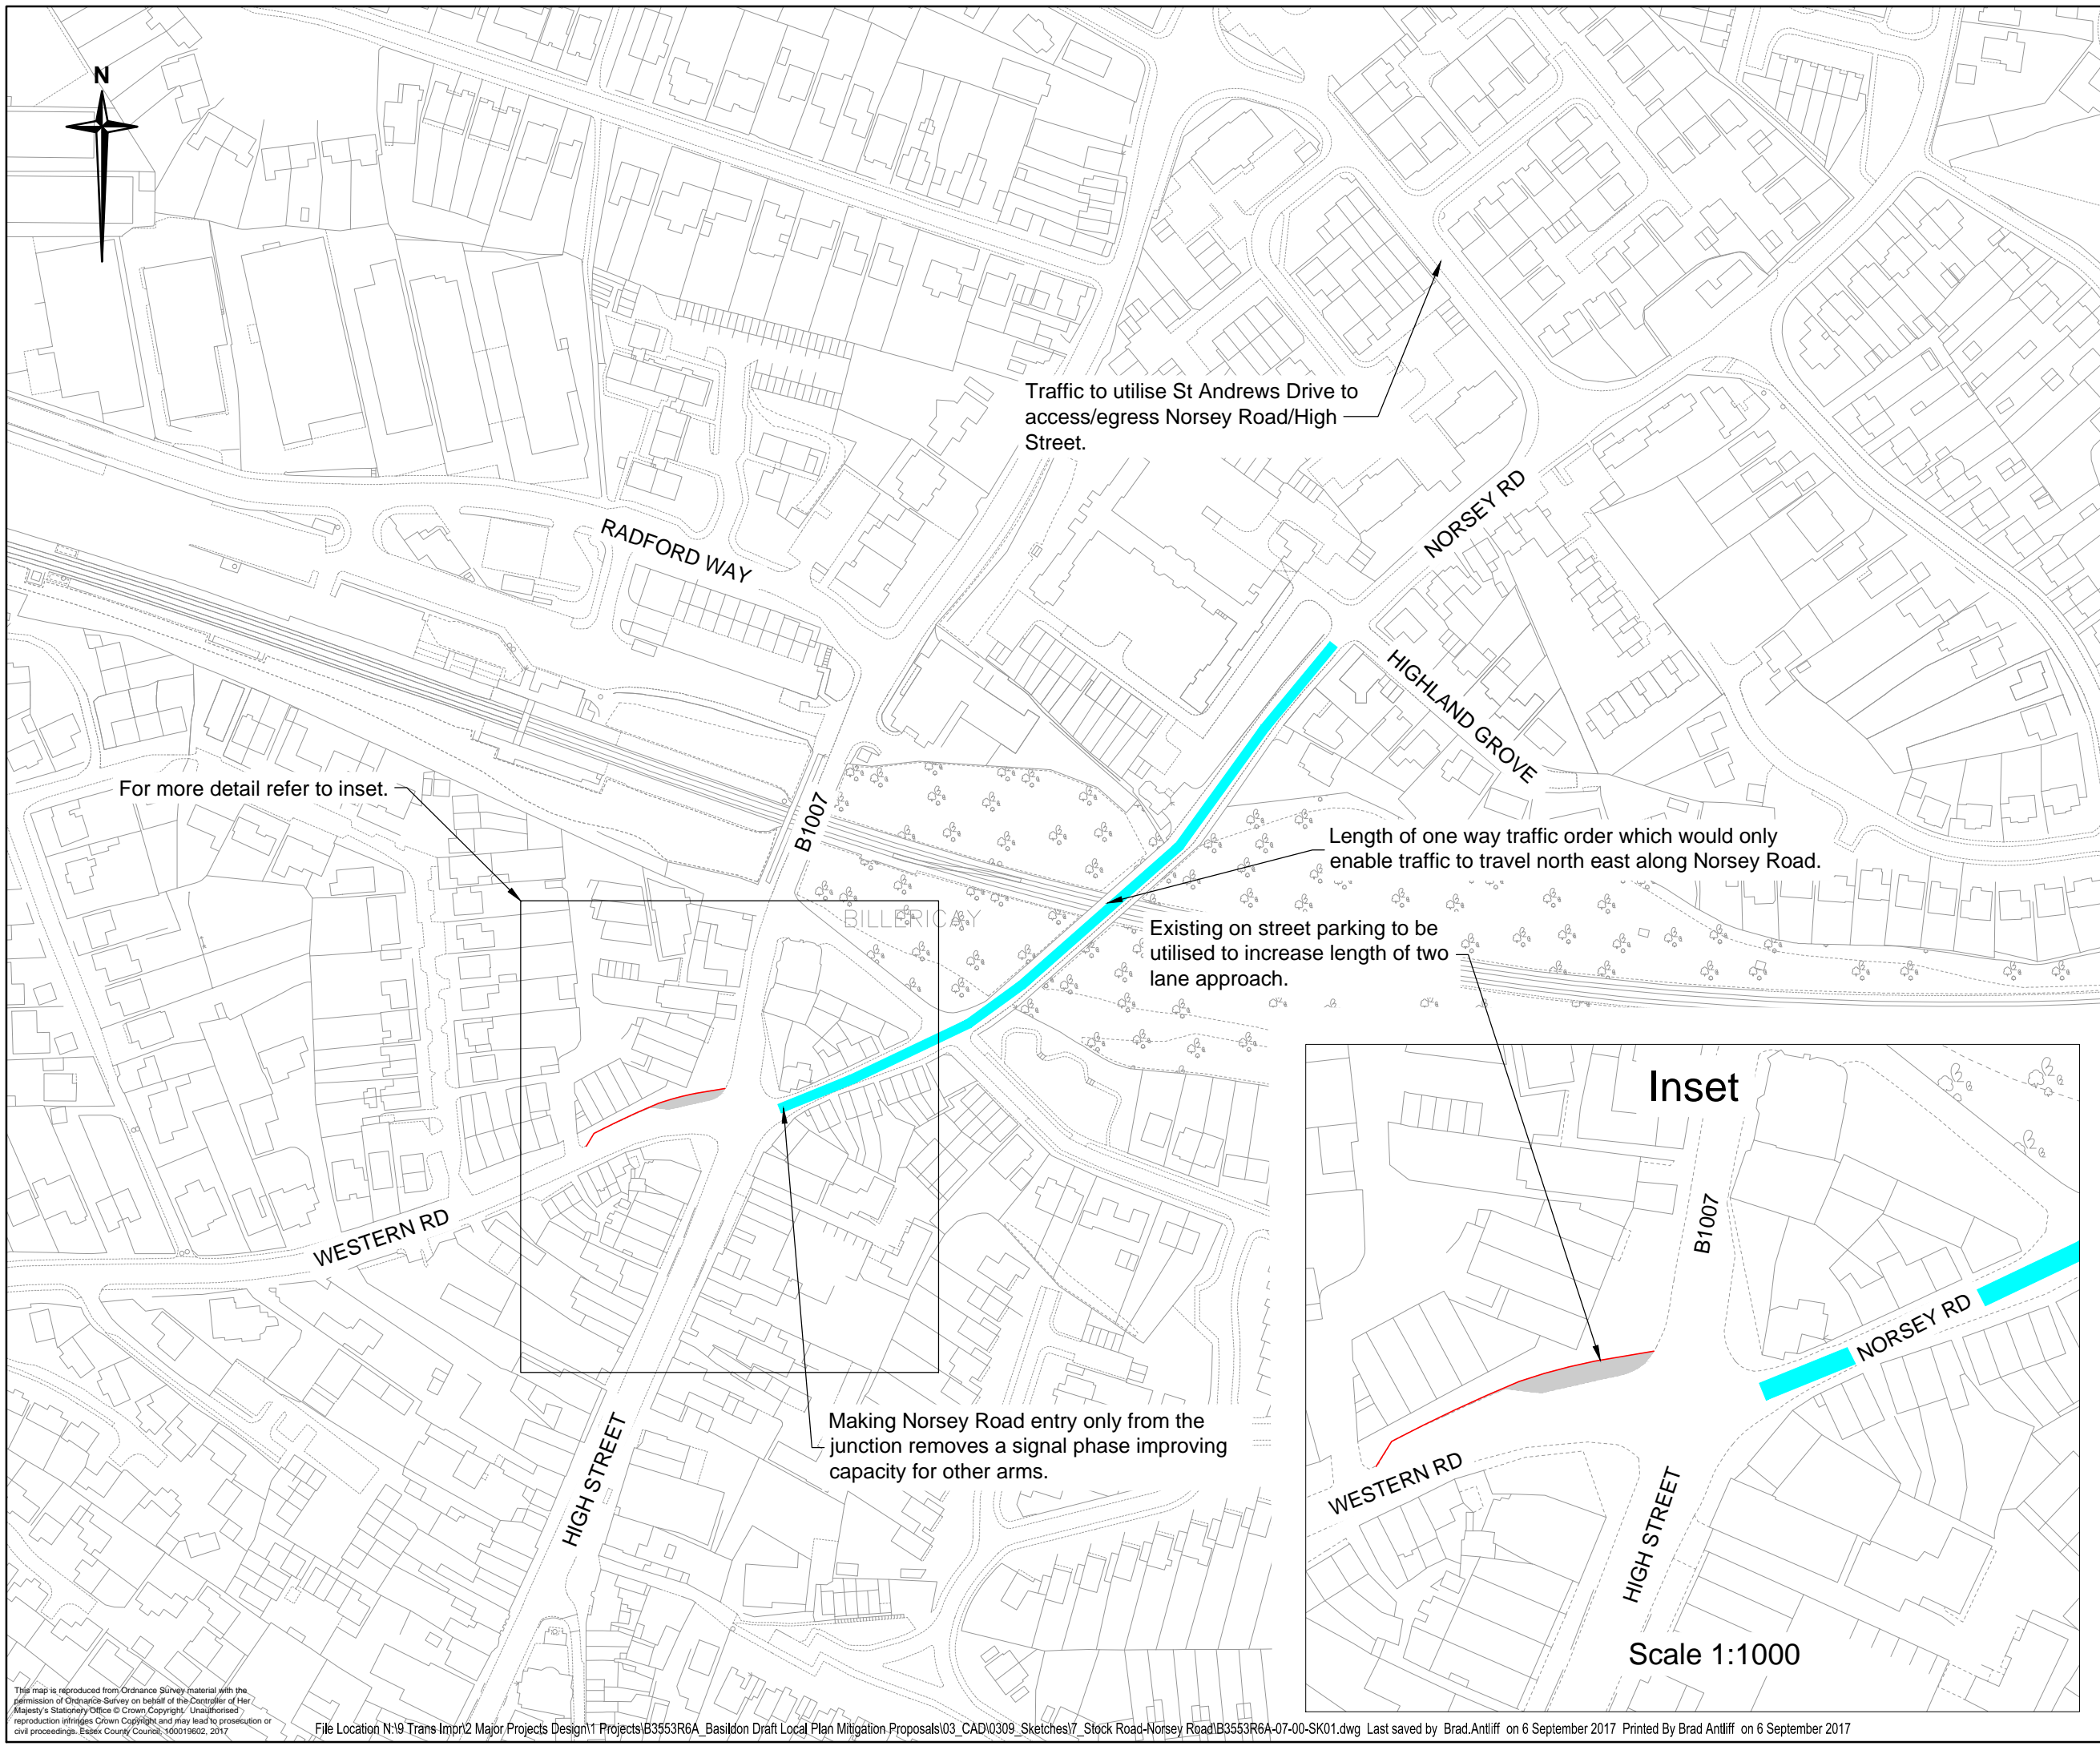 N
Traffic to utilise St Andrews Drive to
access/egress Norsey Road/High
Street.
RADFORD WAY
NORSEY RD
HIGHLAND GROVE
For more detail refer to inset.
B1007
Length of one way traffic order which would only
enable traffic to travel north east along Norsey Road.
BILLERICAY
Existing on street parking to be
utilised to increase length of two
lane approach.
WESTERN RD
Making Norsey Road entry only from the
junction removes a signal phase improving
capacity for other arms.
HIGH STREET
Inset
B1007
NORSEY RD
WESTERN RD
HIGH STREET
Scale 1:1000
This map is reproduced from Ordnance Survey material with the
permission of Ordnance Survey on behalf of the Controller of Her
Majesty's Stationery Office © Crown Copyright. Unauthorised
reproduction infringes Crown Copyright and may lead to prosecution or
civil proceedings. Essex County Council, 100019602, 2017
File Location N:\9 Trans Impr\2 Major Projects Design\1 Projects\B3553R6A_Basildon Draft Local Plan Mitigation Proposals\03_CAD\0309_Sketches\7_Stock Road-Norsey Road\B3553R6A-07-00-SK01.dwg Last saved by Brad.Antliff on 6 September 2017 Printed By Brad Antliff on 6 September 2017